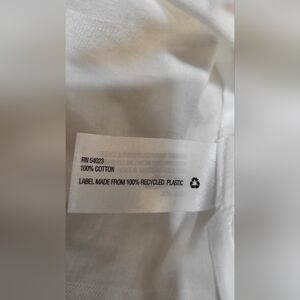 RN 54023
100% COTTON
LABEL MADE FROM 100% RECYCLED PLASTIC